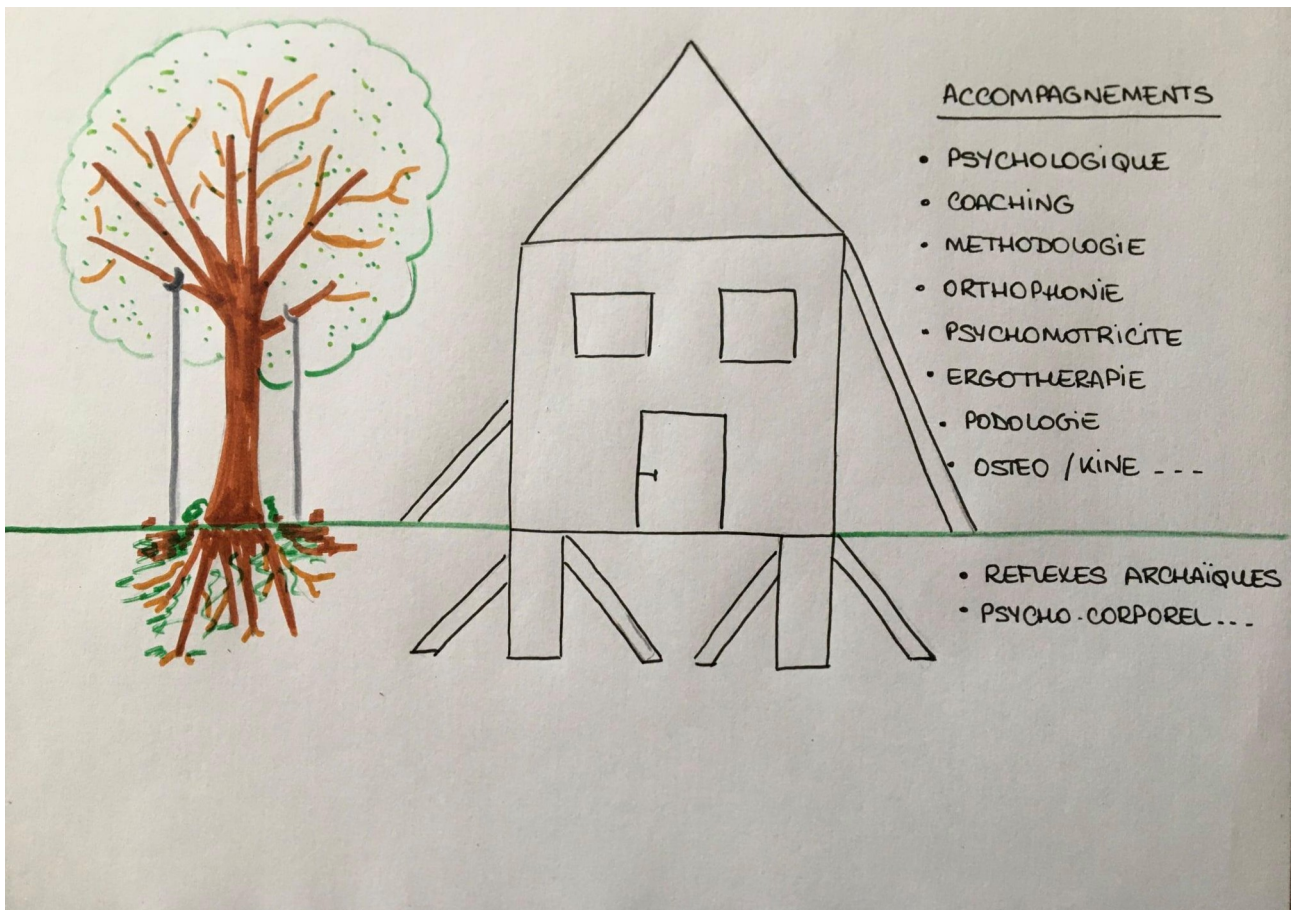 ACCOMPAGNEMENTS
• PSYCHOLOGIQUE
• COACHING
• METHODOLOGIE
• ORTHOPHONIE
• PSYCHOMOTRICITE
• ERGOTHERAPIE
• PODOLOGIE
• OSTEO / KINE ---
• REFLEXES ARCHAÏQUES
• PSYCHO-CORPOREL...